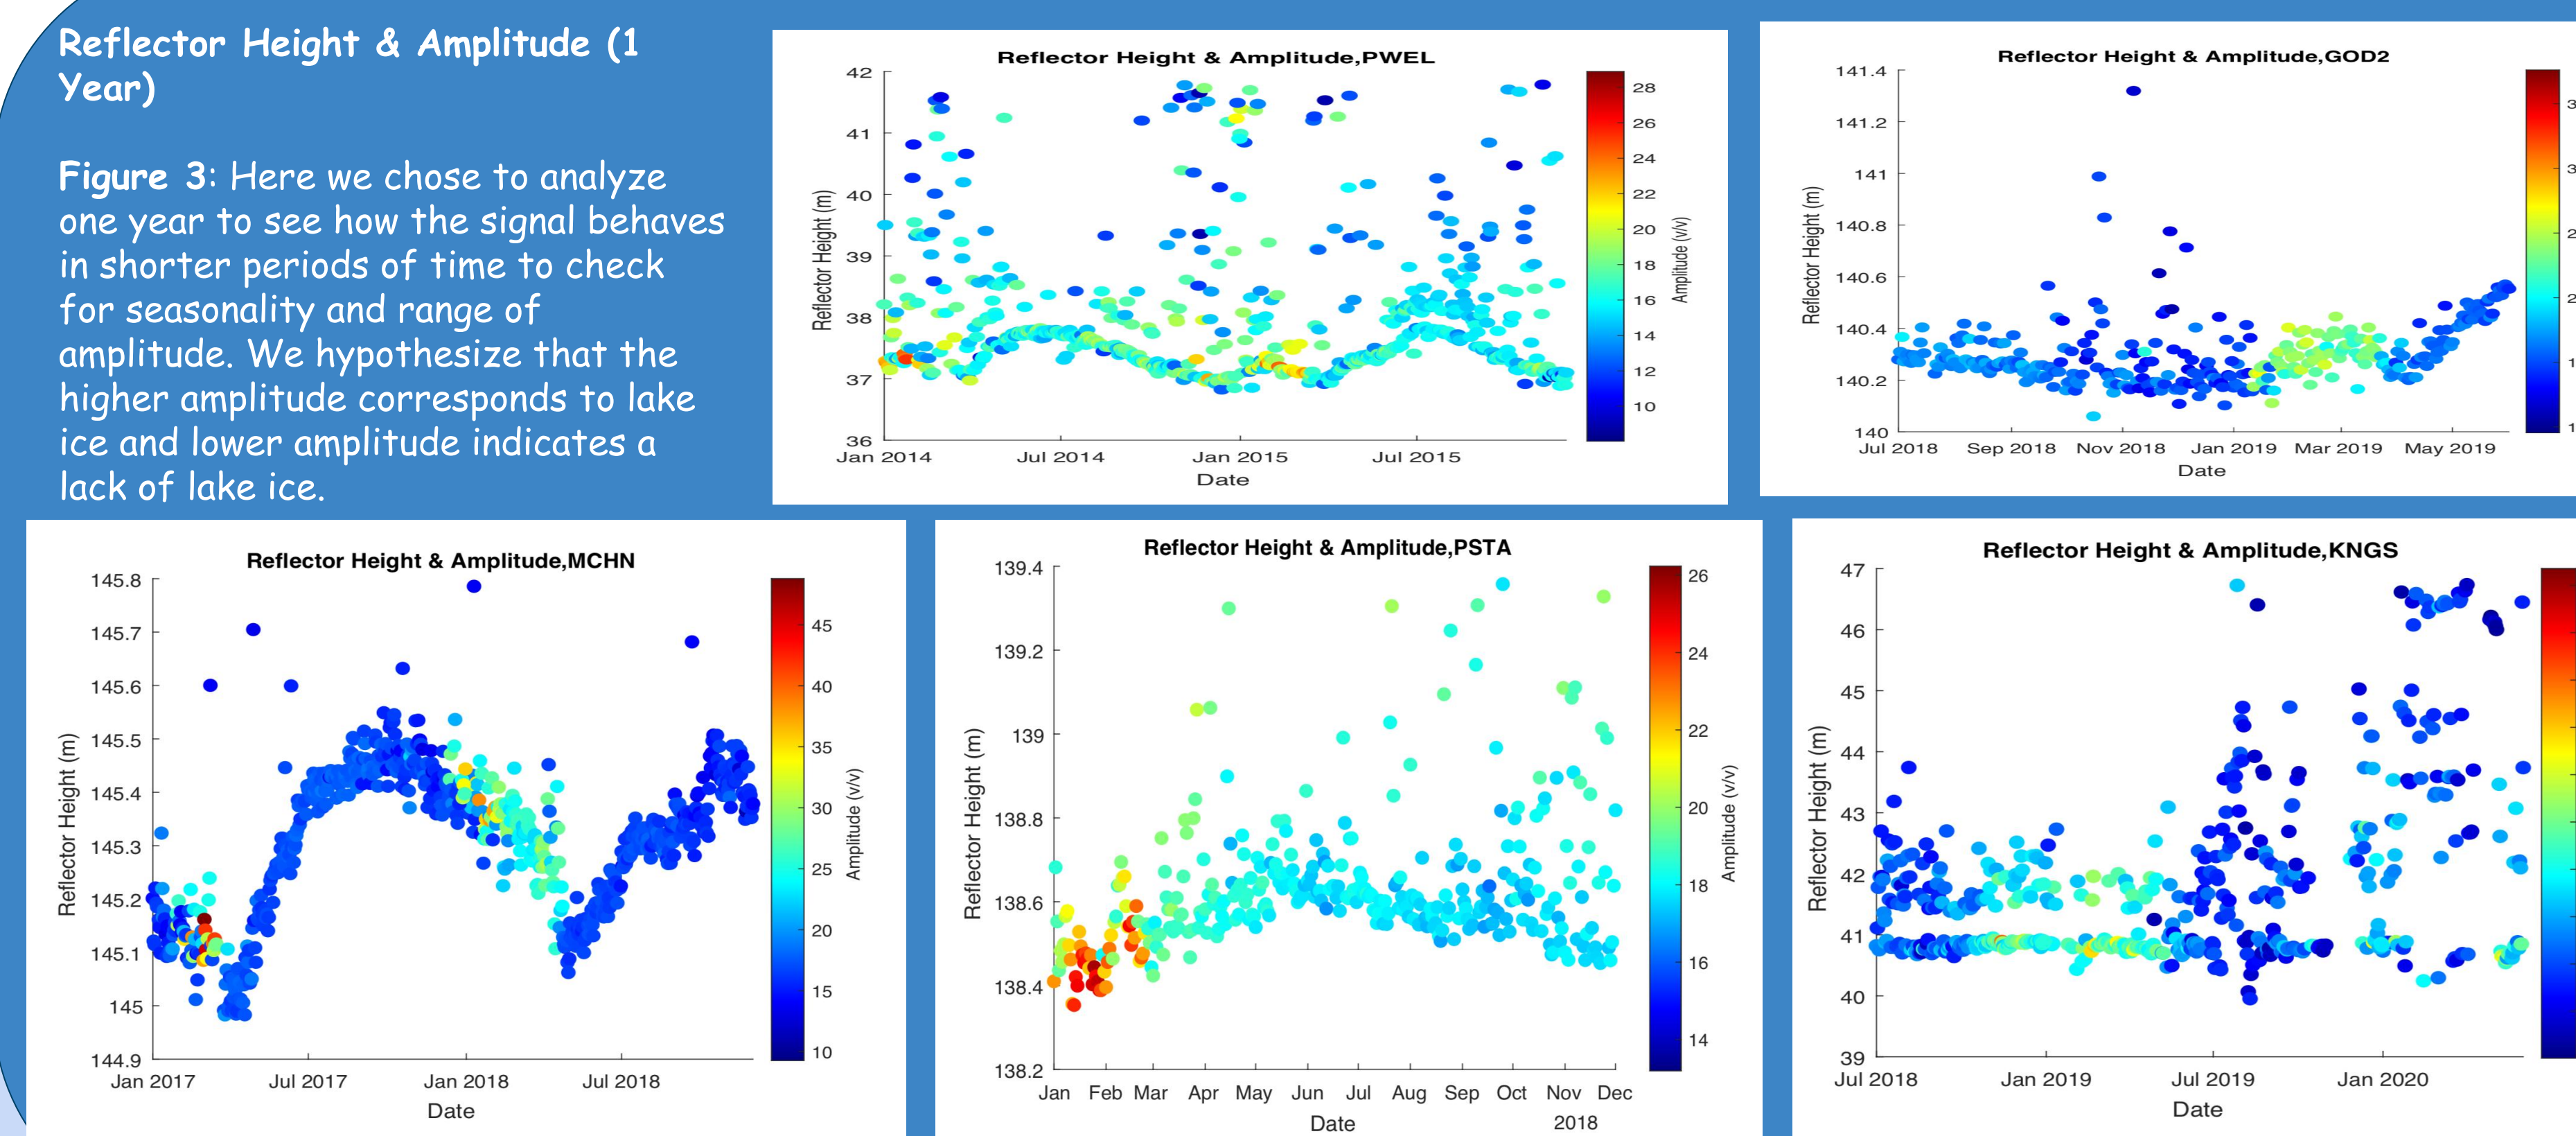 Reflector Height & Amplitude (1
Year)
Figure 3: Here we chose to analyze
one year to see how the signal behaves
in shorter periods of time to check
for seasonality and range of
amplitude. We hypothesize that the
higher amplitude corresponds to lake
ice and lower amplitude indicates a
lack of lake ice.
Reflector Height & Amplitude,PWEL
Reflector Height (m)
42
41
40
39
38
37
36
Jan 2014 Jul 2014 Jan 2015 Jul 2015
Date
28
26
24
22
20
18
16
14
12
10
Amplitude (v/v)
Reflector Height & Amplitude,GOD2
Reflector Height (m)
141.4
141.2
141
140.8
140.6
140.4
140.2
140
Jul 2018 Sep 2018 Nov 2018 Jan 2019 Mar 2019 May 2019
Date
Reflector Height & Amplitude,MCHN
Reflector Height (m)
145.8
145.7
145.6
145.5
145.4
145.3
145.2
145.1
145
144.9
Jan 2017 Jul 2017 Jan 2018 Jul 2018
Date
45
40
35
30
25
20
15
10
Amplitude (v/v)
Reflector Height & Amplitude,PSTA
Reflector Height (m)
139.4
139.2
139
138.8
138.6
138.4
138.2
Jan Feb Mar Apr May Jun Jul Aug Sep Oct Nov Dec
Date
2018
26
24
22
20
18
16
14
Amplitude (v/v)
Reflector Height & Amplitude,KNGS
Reflector Height (m)
47
46
45
44
43
42
41
40
39
Jul 2018 Jan 2019 Jul 2019 Jan 2020
Date